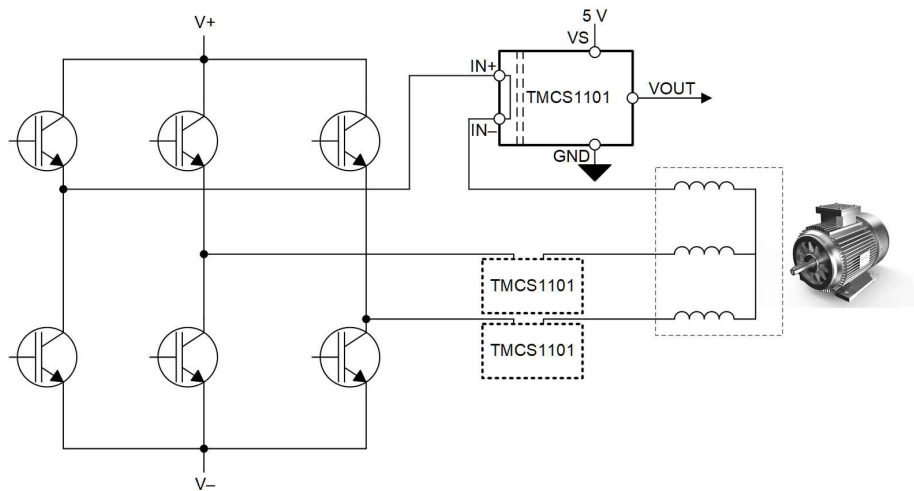 V+
5 V
VS
IN+
TMCS1101
VOUT
IN–
GND
TMCS1101
TMCS1101
V–